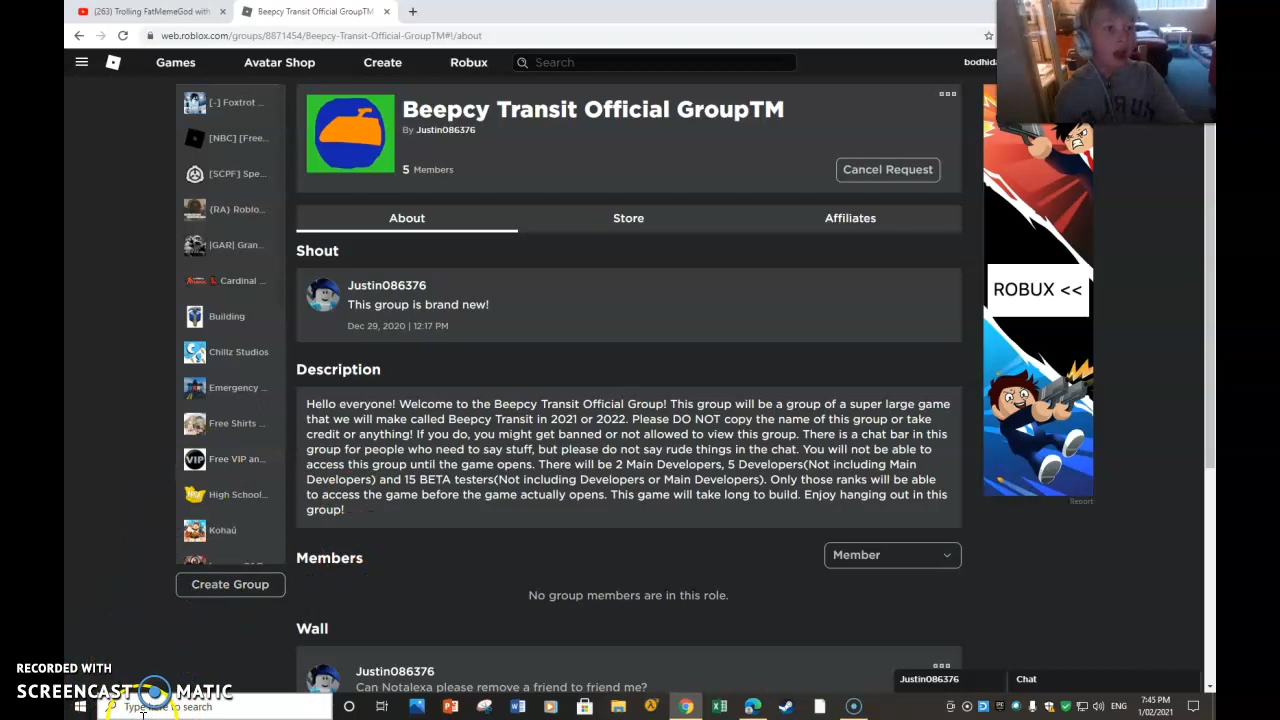 (263) Trolling FatMemeGod with
Beepcy Transit Official GroupTM
web.roblox.com/groups/8871454/Beepcy-Transit-Official-GroupTM#!/about
Games
Avatar Shop
Create
Robux
Search
[-] Foxtrot ...
[NBC] [Free...
[SCPF] Spe...
{RA} Roblo...
|GAR| Gran...
Cardinal ...
Building
Chillz Studios
Emergency ...
Free Shirts ...
VIP
Free VIP an...
High School...
Kohaú
Create Group
Beepcy Transit Official GroupTM
By Justin086376
5 Members
Cancel Request
About
Store
Affiliates
Shout
Justin086376
This group is brand new!
Dec 29, 2020 | 12:17 PM
Description
Hello everyone! Welcome to the Beepcy Transit Official Group! This group will be a group of a super large game
that we will make called Beepcy Transit in 2021 or 2022. Please DO NOT copy the name of this group or take
credit or anything! If you do, you might get banned or not allowed to view this group. There is a chat bar in this
group for people who need to say stuff, but please do not say rude things in the chat. You will not be able to
access this group until the game opens. There will be 2 Main Developers, 5 Developers(Not including Main
Developers) and 15 BETA testers(Not including Developers or Main Developers). Only those ranks will be able
to access the game before the game actually opens. This game will take long to build. Enjoy hanging out in this
group!
Members
Member
No group members are in this role.
Wall
Justin086376
Can Notalexa please remove a friend to friend me?
ROBUX <<
Report
Justin086376
Chat
RECORDED WITH
SCREENCAST MATIC
Type here to search
ENG
7:45 PM
1/02/2021